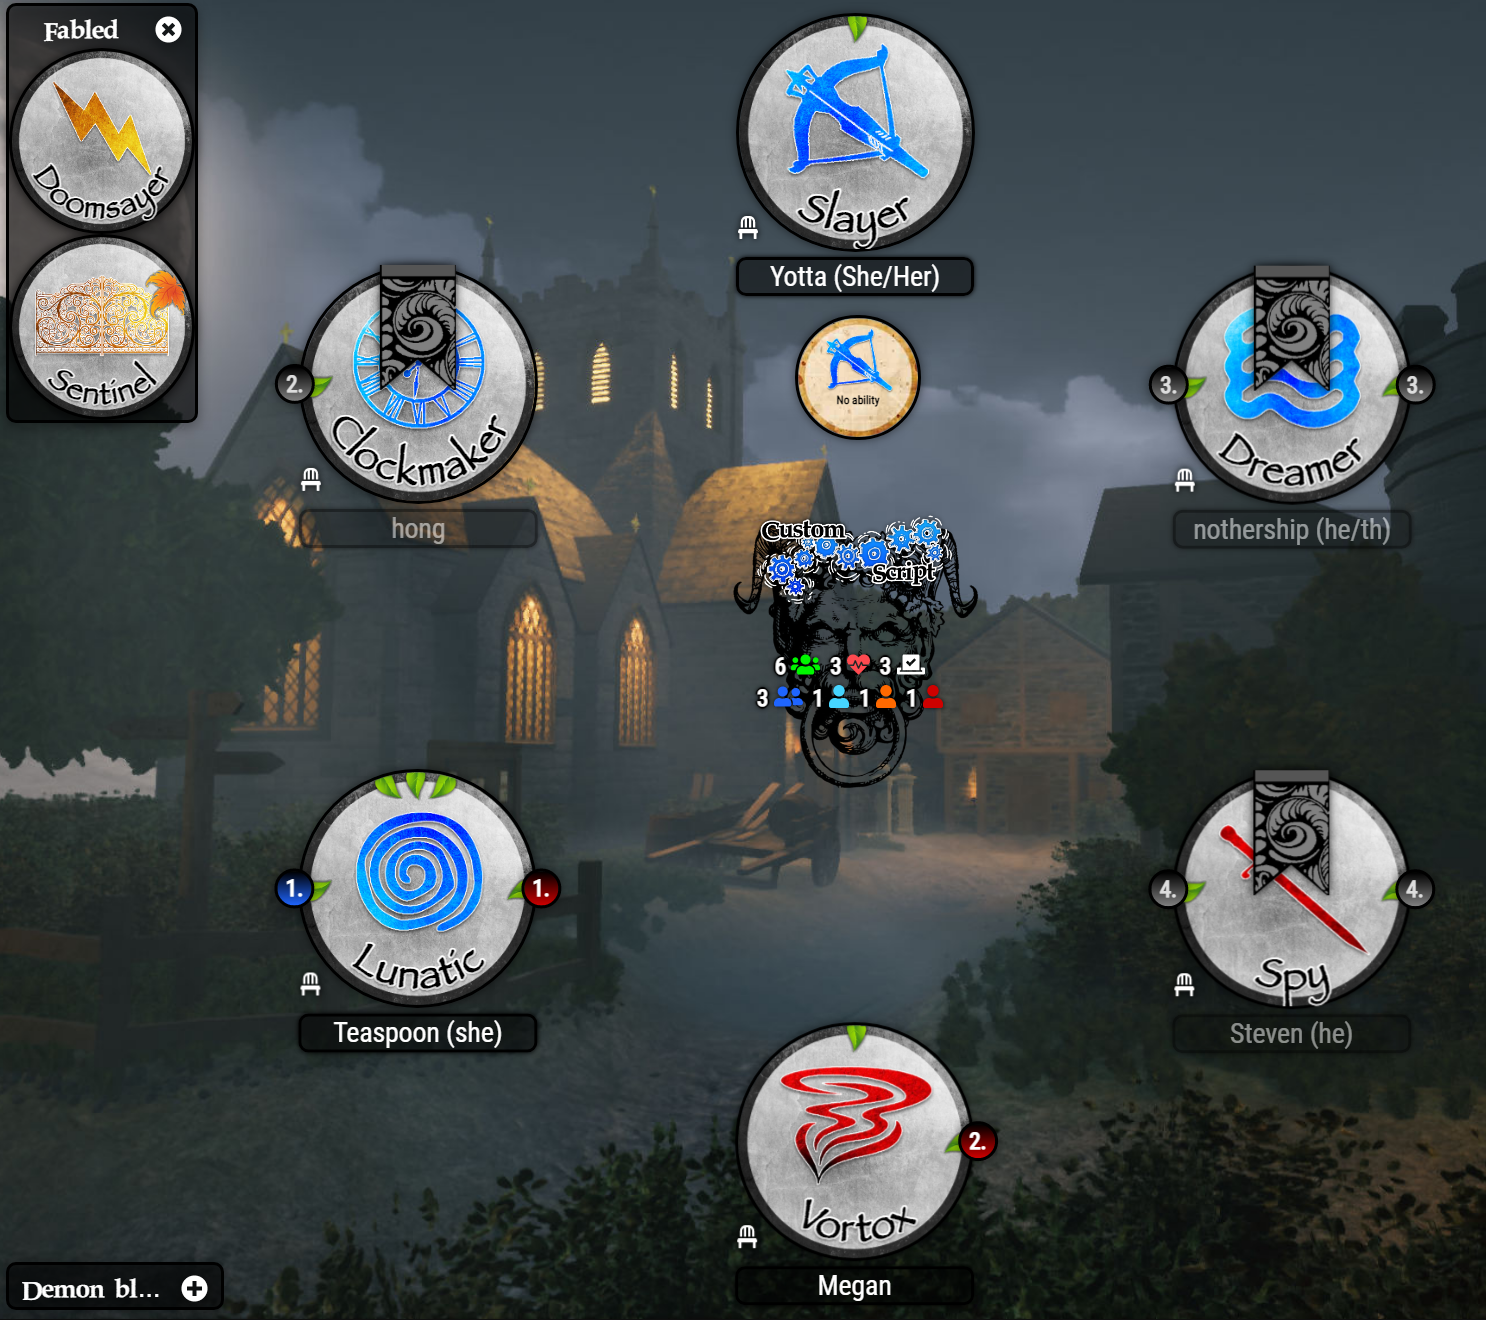 Fabled
Doomsayer
Sentinel
Slayer
Yotta (She/Her)
No ability
2.
Clockmaker
hong
3.
3.
Dreamer
nothership (he/th)
Custom
Script
6 3 3
3 1 1 1
1.
1.
Lunatic
Teaspoon (she)
4.
4.
Spy
Steven (he)
2.
Vortox
Megan
Demon bl...